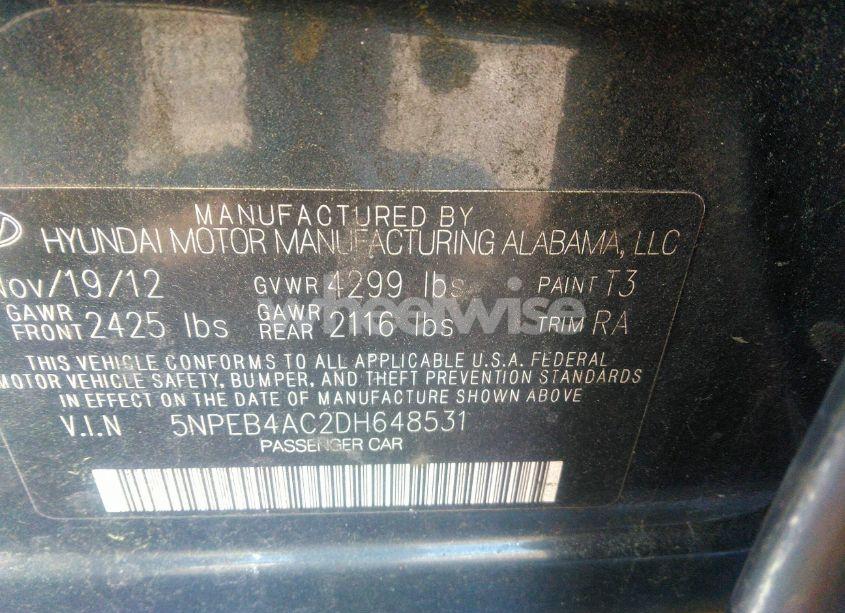 MANUFACTURED BY
HYUNDAI MOTOR MANUFACTURING ALABAMA, LLC
Nov/19/12 GVWR 4299 lbs PAINT T3
GAWR FRONT 2425 lbs GAWR REAR 2116 lbs TRIM RA
THIS VEHICLE CONFORMS TO ALL APPLICABLE U.S.A. FEDERAL
MOTOR VEHICLE SAFETY, BUMPER, AND THEFT PREVENTION STANDARDS
IN EFFECT ON THE DATE OF MANUFACTURE SHOWN ABOVE
V.I.N 5NPEB4AC2DH648531
PASSENGER CAR
wheelwise